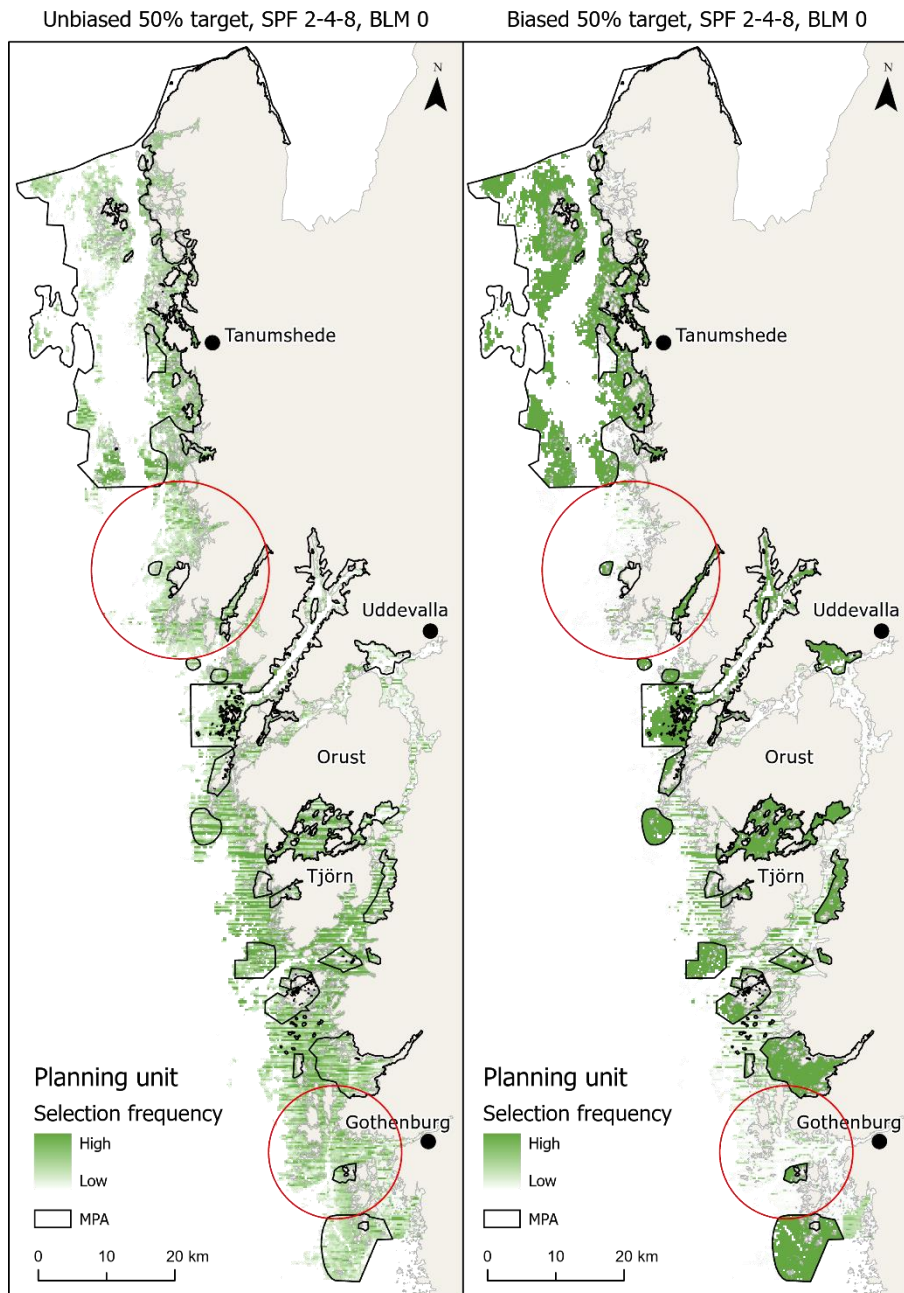 Unbiased 50% target, SPF 2-4-8, BLM 0
N
Tanumshede
Uddevalla
Orust
Tjörn
Gothenburg
Planning unit
Selection frequency
High
Low
MPA
0 10 20 km
Biased 50% target, SPF 2-4-8, BLM 0
N
Tanumshede
Uddevalla
Orust
Tjörn
Gothenburg
Planning unit
Selection frequency
High
Low
MPA
0 10 20 km